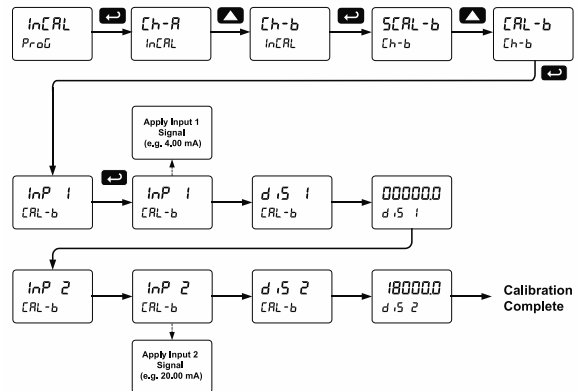 InCAL
ProG
Ch-A
InCAL
Ch-b
InCAL
SCAL-b
Ch-b
CAL-b
Ch-b
Apply Input 1
Signal
(e.g. 4.00 mA)
InP 1
CAL-b
InP 1
CAL-b
diS 1
CAL-b
00000.0
diS 1
InP 2
CAL-b
InP 2
CAL-b
diS 2
CAL-b
18000.0
diS 2
Calibration
Complete
Apply Input 2
Signal
(e.g. 20.00 mA)